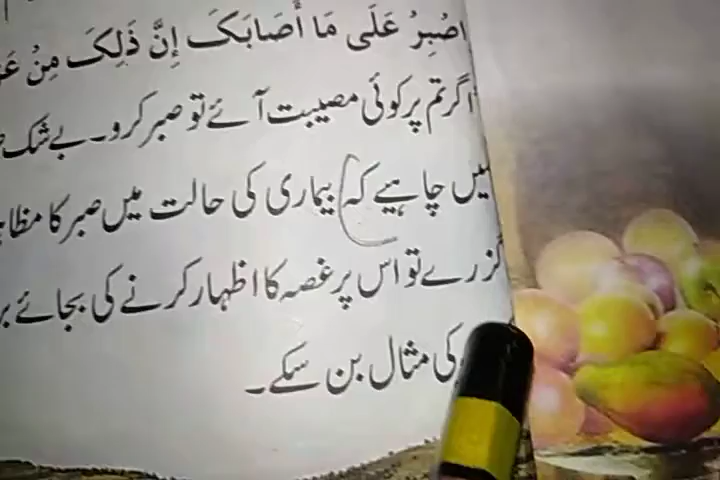 اصْبِرْ عَلَى مَا أَصَابَكَ إِنَّ ذَلِكَ مِنْ
اگر تم پر کوئی مصیبت آئے تو صبر کرو۔ بے شک
چاہیے کہ بیماری کی حالت میں صبر کا
گزرے تو اس پر غصہ کا اظہار کرنے کی بجائے
کی مثال بن سکے۔